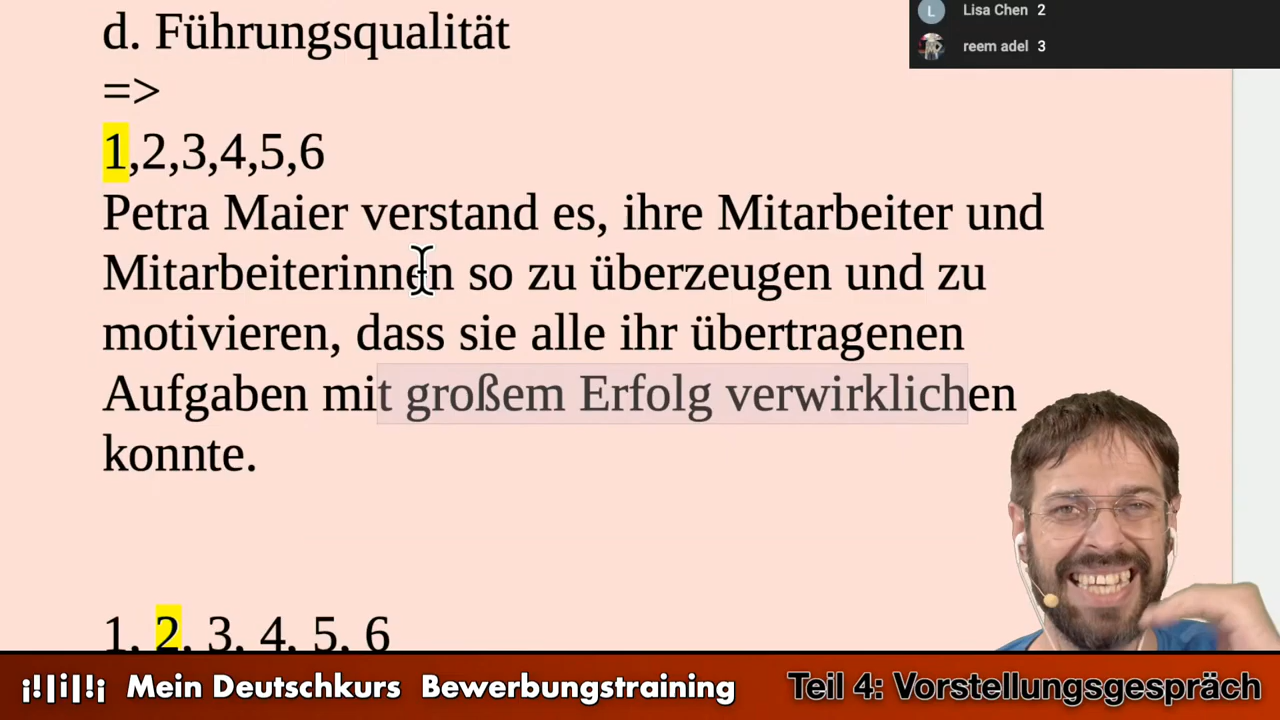 d. Führungsqualität
Lisa Chen 2
reem adel 3
=>
1,2,3,4,5,6
Petra Maier verstand es, ihre Mitarbeiter und
Mitarbeiterinnen so zu überzeugen und zu
motivieren, dass sie alle ihr übertragenen
Aufgaben mit großem Erfolg verwirklichen
konnte.
1, 2, 3, 4, 5, 6
¡!|i|!¡ Mein Deutschkurs Bewerbungstraining
Teil 4: Vorstellungsgespräch
L